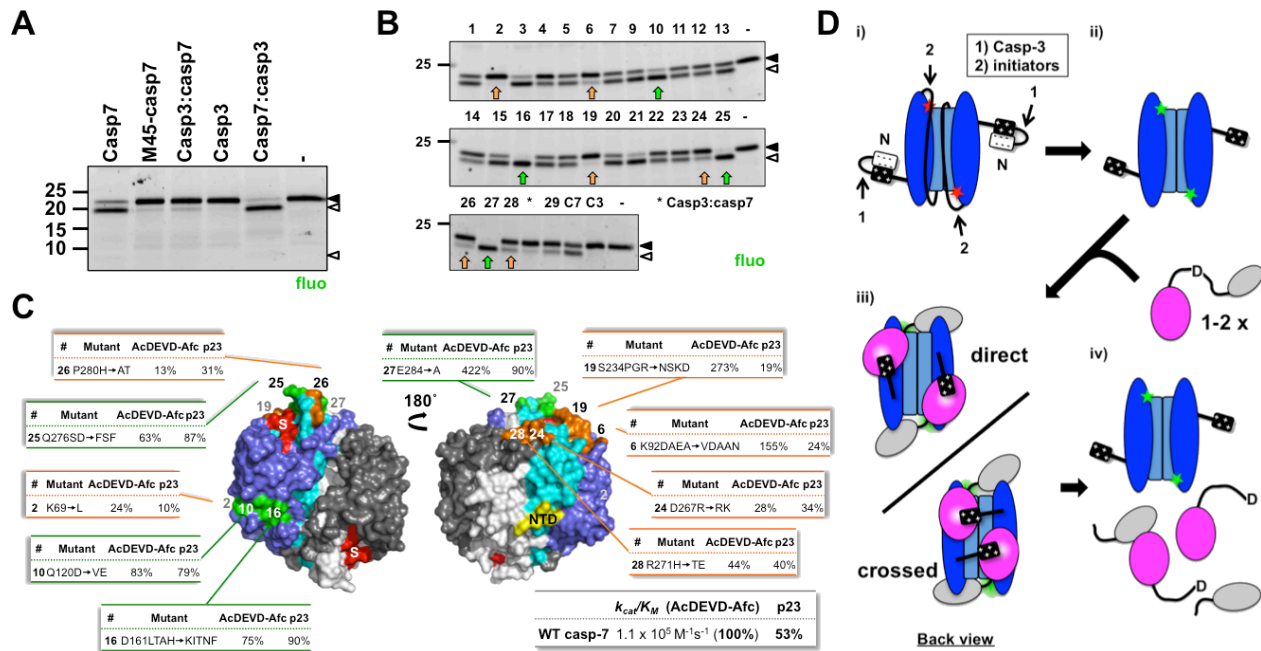 A
Casp7
M45-casp7
Casp3:casp7
Casp3
Casp7:casp3
-
25
20
15
10
fluo
B
1 2 3 4 5 6 7 9 10 11 12 13 -
25
14 15 16 17 18 19 20 21 22 23 24 25 -
25
26 27 28 * 29 C7 C3 - * Casp3:casp7
25
fluo
C
# Mutant AcDEVD-Afc p23
26 P280H→AT 13% 31%
# Mutant AcDEVD-Afc p23
25 Q276SD→FSF 63% 87%
# Mutant AcDEVD-Afc p23
2 K69→L 24% 10%
# Mutant AcDEVD-Afc p23
10 Q120D→VE 83% 79%
# Mutant AcDEVD-Afc p23
16 D161LTAH→KITNF 75% 90%
25 26
19 27
S
2
10 16
S
180°
# Mutant AcDEVD-Afc p23
27 E284→A 422% 90%
# Mutant AcDEVD-Afc p23
19 S234PGR→NSKD 273% 19%
# Mutant AcDEVD-Afc p23
6 K92DAEA→VDAAN 155% 24%
# Mutant AcDEVD-Afc p23
24 D267R→RK 28% 34%
# Mutant AcDEVD-Afc p23
28 R271H→TE 44% 40%
25
27 19
28 24 6
2
NTD
kcat/KM (AcDEVD-Afc) p23
WT casp-7 1.1 x 10⁵ M⁻¹s⁻¹ (100%) 53%
D
i)
2
1) Casp-3
2) initiators
1
N
N
1
2
ii)
D
1-2 x
iii)
direct
crossed
Back view
iv)
D
D